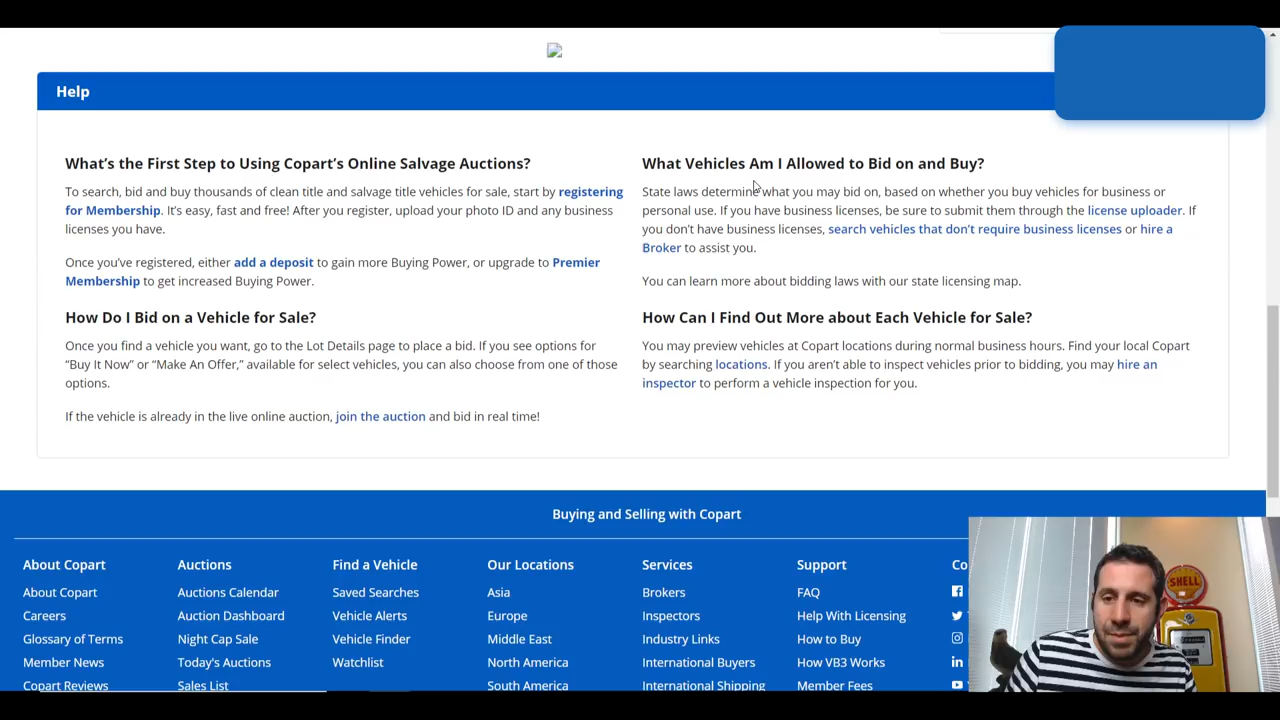 Help
What's the First Step to Using Copart's Online Salvage Auctions?
To search, bid and buy thousands of clean title and salvage title vehicles for sale, start by registering
for Membership. It's easy, fast and free! After you register, upload your photo ID and any business
licenses you have.
Once you've registered, either add a deposit to gain more Buying Power, or upgrade to Premier
Membership to get increased Buying Power.
How Do I Bid on a Vehicle for Sale?
Once you find a vehicle you want, go to the Lot Details page to place a bid. If you see options for
“Buy It Now” or “Make An Offer,” available for select vehicles, you can also choose from one of those
options.
If the vehicle is already in the live online auction, join the auction and bid in real time!
What Vehicles Am I Allowed to Bid on and Buy?
State laws determine what you may bid on, based on whether you buy vehicles for business or
personal use. If you have business licenses, be sure to submit them through the license uploader. If
you don't have business licenses, search vehicles that don't require business licenses or hire a
Broker to assist you.
You can learn more about bidding laws with our state licensing map.
How Can I Find Out More about Each Vehicle for Sale?
You may preview vehicles at Copart locations during normal business hours. Find your local Copart
by searching locations. If you aren't able to inspect vehicles prior to bidding, you may hire an
inspector to perform a vehicle inspection for you.
Buying and Selling with Copart
About Copart
About Copart
Careers
Glossary of Terms
Member News
Copart Reviews
Auctions
Auctions Calendar
Auction Dashboard
Night Cap Sale
Today's Auctions
Sales List
Find a Vehicle
Saved Searches
Vehicle Alerts
Vehicle Finder
Watchlist
Our Locations
Asia
Europe
Middle East
North America
South America
Services
Brokers
Inspectors
Industry Links
International Buyers
International Shipping
Support
FAQ
Help With Licensing
How to Buy
How VB3 Works
Member Fees
Co
SHELL